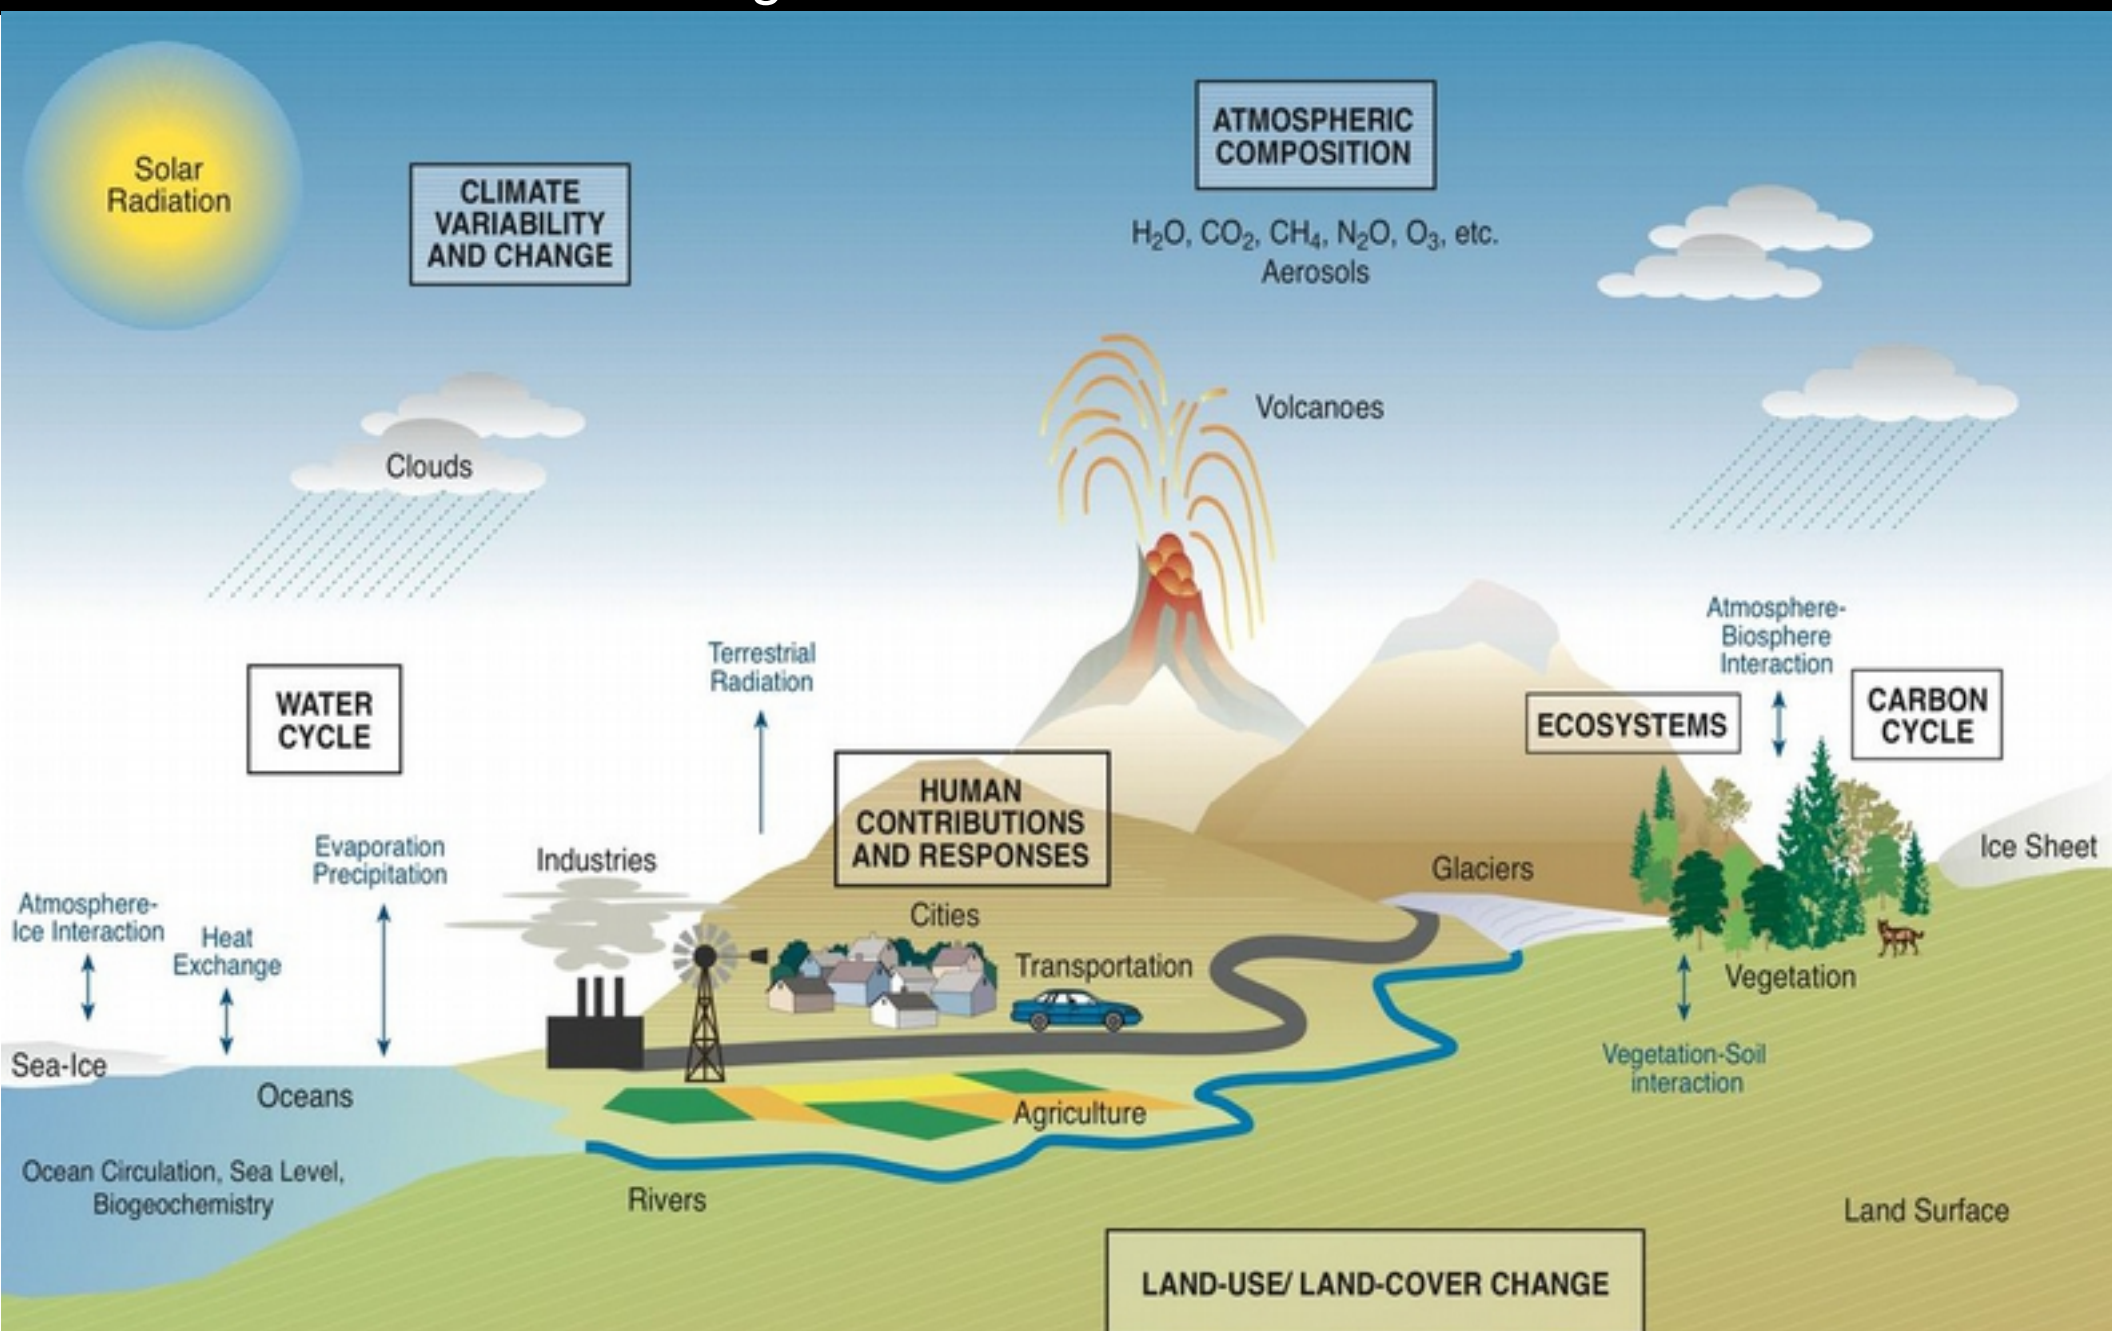 Solar
Radiation
CLIMATE
VARIABILITY
AND CHANGE
ATMOSPHERIC
COMPOSITION
H₂O, CO₂, CH₄, N₂O, O₃, etc.
Aerosols
Volcanoes
Clouds
Atmosphere-
Biosphere
Interaction
Terrestrial
Radiation
WATER
CYCLE
ECOSYSTEMS
CARBON
CYCLE
HUMAN
CONTRIBUTIONS
AND RESPONSES
Evaporation
Precipitation
Industries
Ice Sheet
Glaciers
Atmosphere-
Ice Interaction
Heat
Exchange
Cities
Transportation
Vegetation
Sea-Ice
Oceans
Vegetation-Soil
interaction
Agriculture
Ocean Circulation, Sea Level,
Biogeochemistry
Rivers
Land Surface
LAND-USE/ LAND-COVER CHANGE